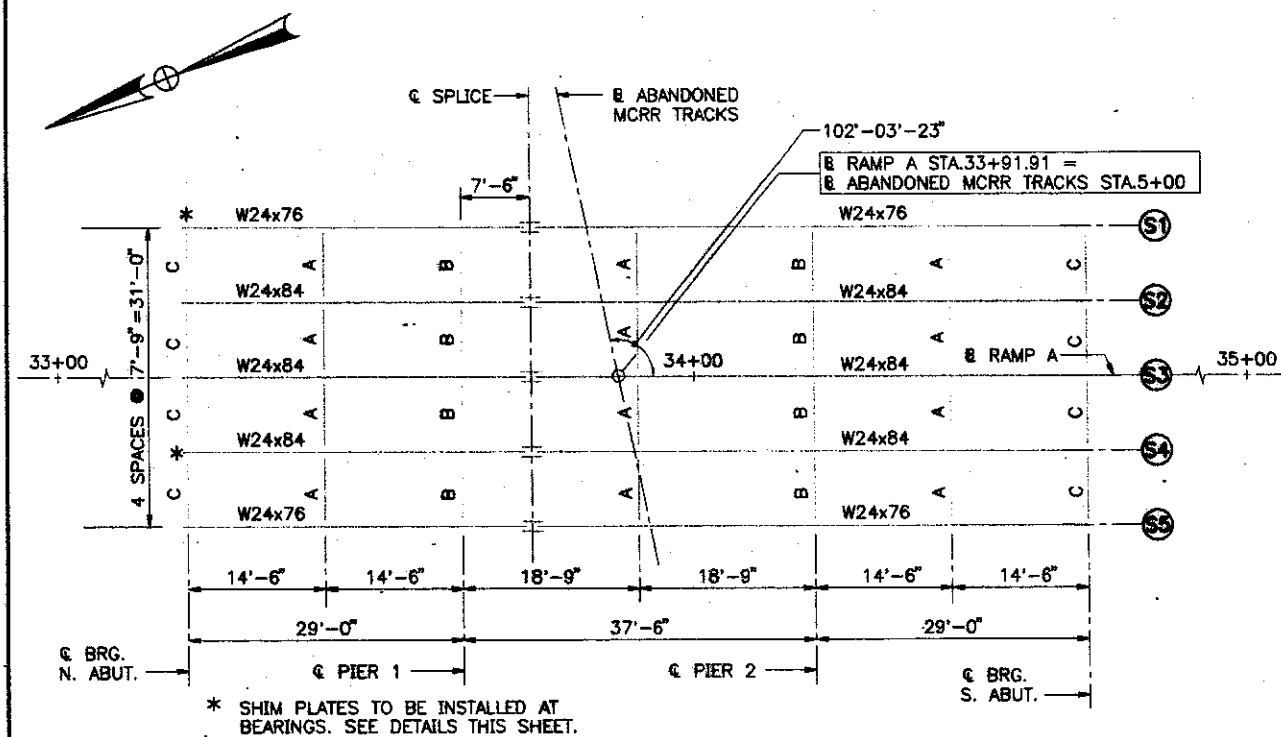 ℄ SPLICE
B ABANDONED
MCRR TRACKS
102'-03'-23"
B RAMP A STA.33+91.91 =
B ABANDONED MCRR TRACKS STA.5+00
7'-6"
* W24x76 W24x76 S1
C A B A B A C
W24x84 W24x84 S2
C A B A B A C
33+00 W24x84 34+00 W24x84 B RAMP A S3 35+00
4 SPACES @ 7'-9"=31'-0"
C A B A B A C
* W24x84 W24x84 S4
C A B A B A C
W24x76 W24x76 S5
14'-6" 14'-6" 18'-9" 18'-9" 14'-6" 14'-6"
29'-0" 37'-6" 29'-0"
℄ BRG.
N. ABUT.
℄ PIER 1
℄ PIER 2
℄ BRG.
S. ABUT.
* SHIM PLATES TO BE INSTALLED AT
BEARINGS. SEE DETAILS THIS SHEET.